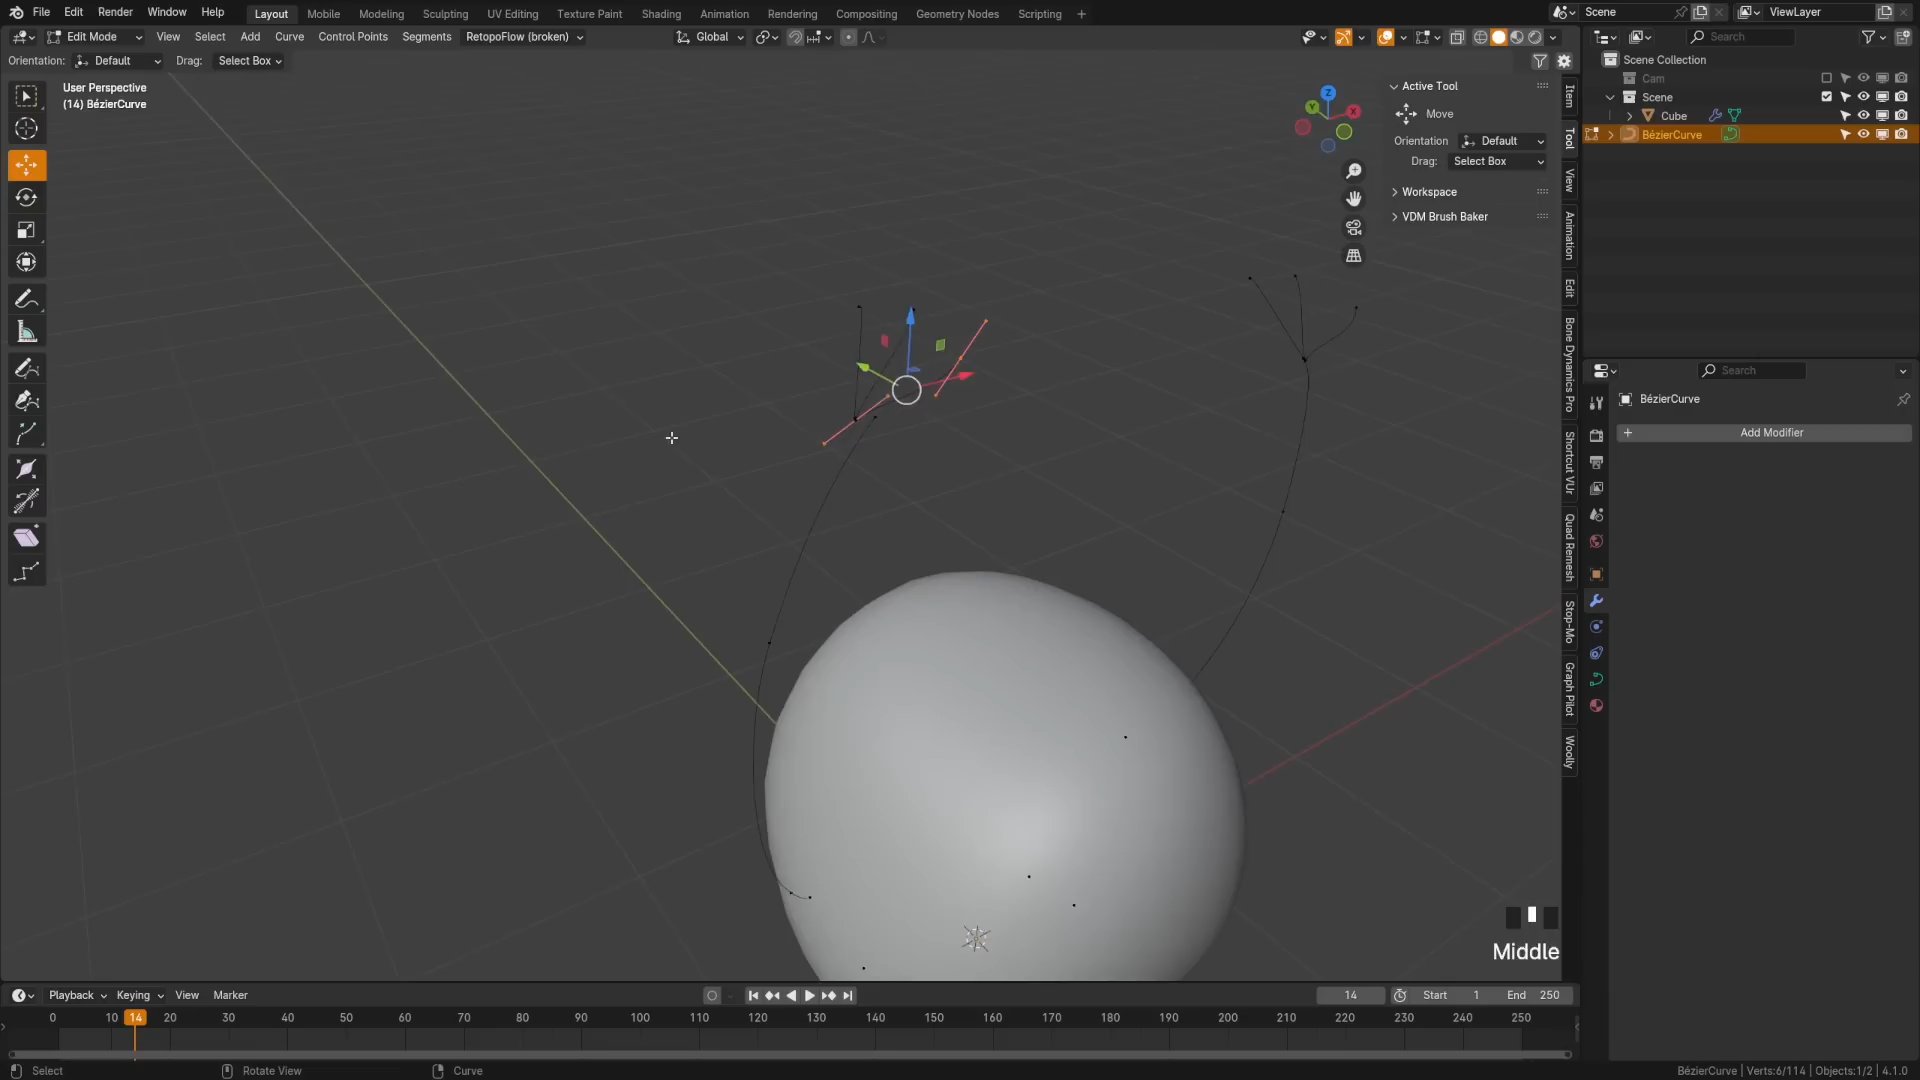 File Edit Render Window Help Layout Mobile Modeling Sculpting UV Editing Texture Paint Shading Animation Rendering Compositing Geometry Nodes Scripting + Scene ViewLayer
Edit Mode View Select Add Curve Control Points Segments RetopoFlow (broken) Global Search
Orientation: Default Drag: Select Box
User Perspective
(14) BézierCurve
Z
Y
X
Active Tool
Move
Orientation Default
Drag: Select Box
Workspace
VDM Brush Baker
Item
Tool
View
Animation
Edit
Bone Dynamics Pro
Shortcut VUr
Quad Remesh
Stop-Mo
Graph Pilot
Woolly
Scene Collection
Cam
Scene
Cube
BézierCurve
Search
BézierCurve
+ Add Modifier
Middle
Playback Keying View Marker 14 Start 1 End 250
0 10 14 20 30 40 50 60 70 80 90 100 110 120 130 140 150 160 170 180 190 200 210 220 230 240 250
Select Rotate View Curve BézierCurve | Verts:6/114 | Objects:1/2 | 4.1.0